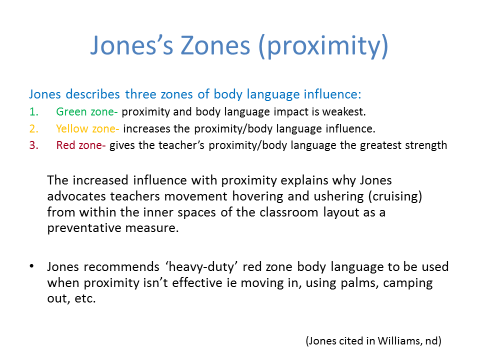 Jones's Zones (proximity)
Jones describes three zones of body language influence:
1. Green zone- proximity and body language impact is weakest.
2. Yellow zone- increases the proximity/body language influence.
3. Red zone- gives the teacher's proximity/body language the greatest strength
The increased influence with proximity explains why Jones
advocates teachers movement hovering and ushering (cruising)
from within the inner spaces of the classroom layout as a
preventative measure.
• Jones recommends 'heavy-duty' red zone body language to be used
when proximity isn't effective ie moving in, using palms, camping
out, etc.
(Jones cited in Williams, nd)